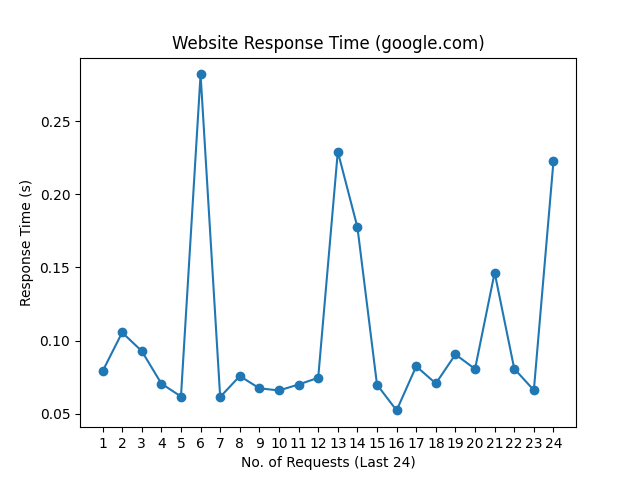 Website Response Time (google.com)
Response Time (s)
0.25
0.20
0.15
0.10
0.05
1 2 3 4 5 6 7 8 9 10 11 12 13 14 15 16 17 18 19 20 21 22 23 24
No. of Requests (Last 24)